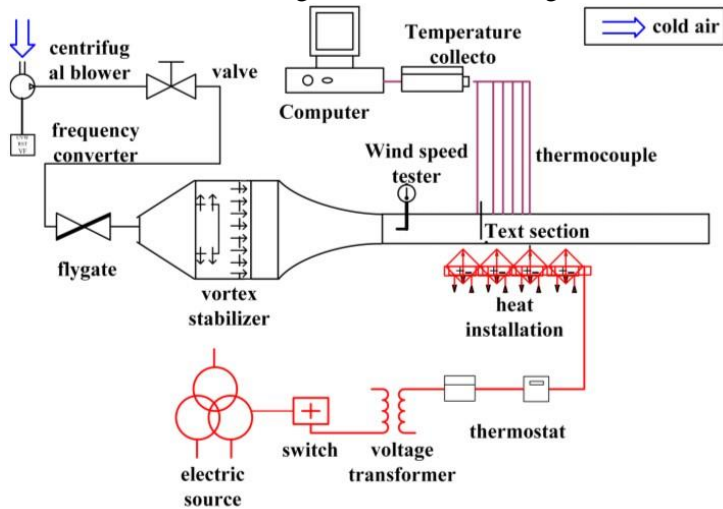 cold air
centrifug
al blower
valve
Temperature
collecto
Computer
frequency
converter
Wind speed
tester
thermocouple
Text section
flygate
vortex
stabilizer
heat
installation
switch
voltage
transformer
thermostat
electric
source